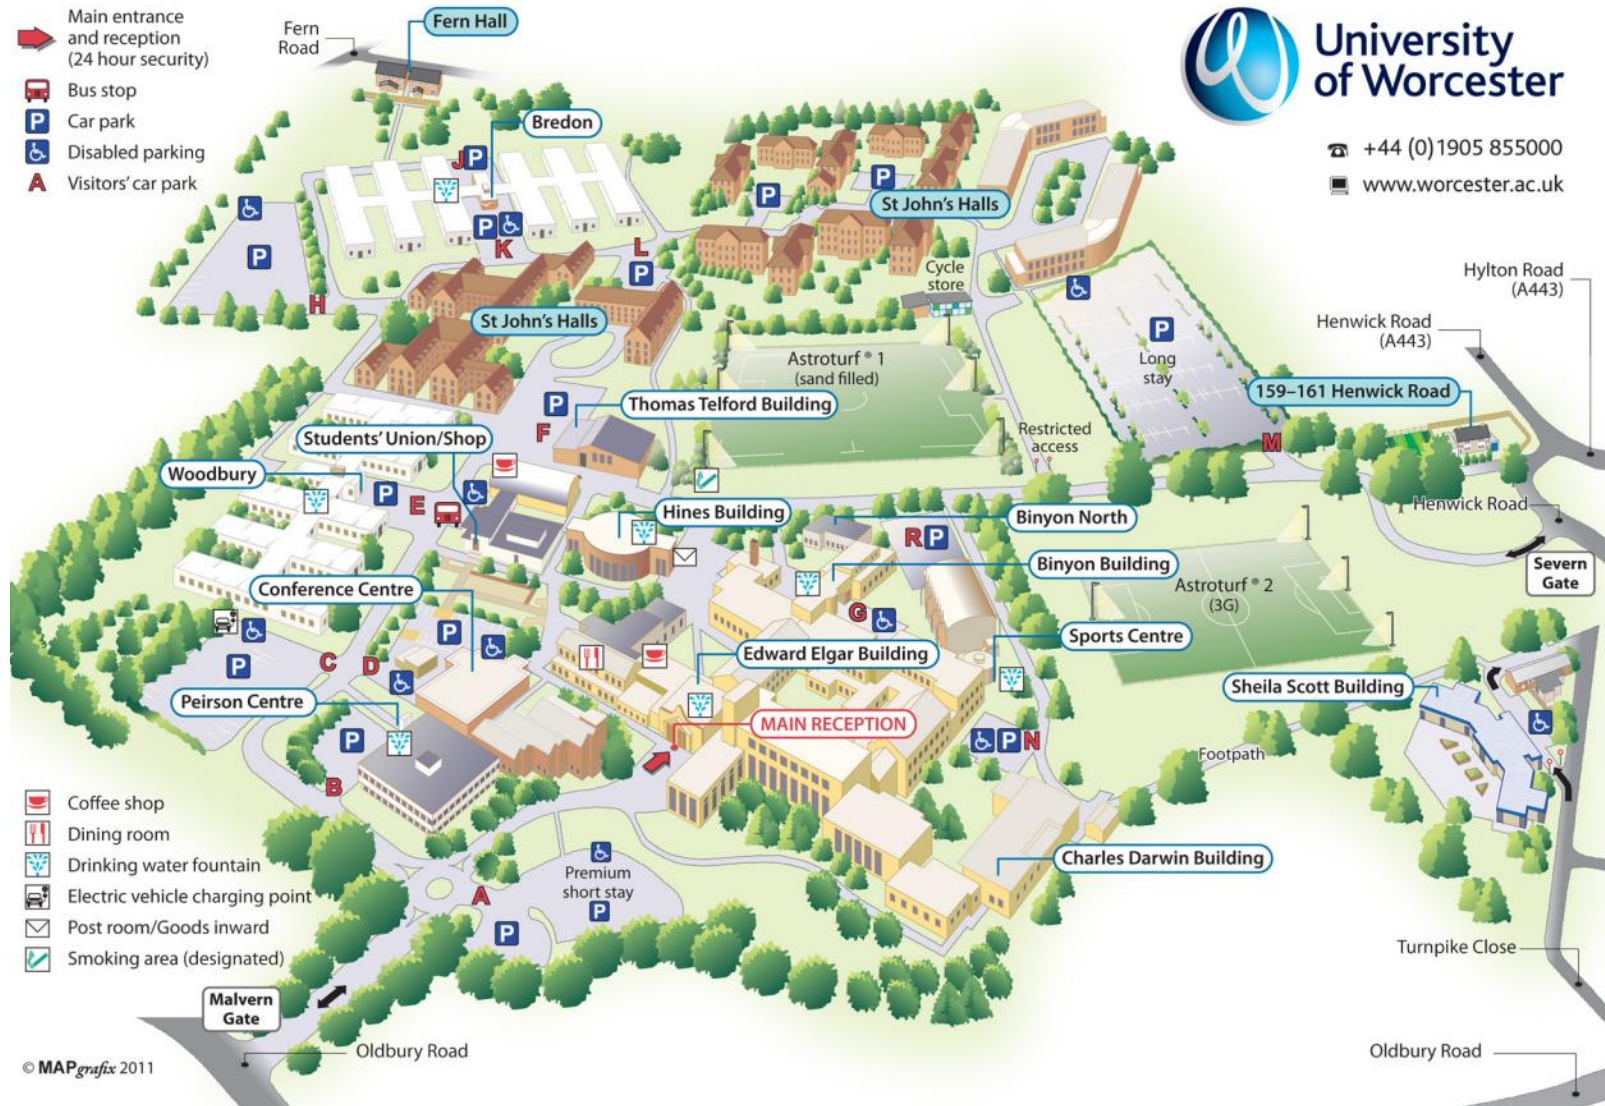 Main entrance
and reception
(24 hour security)
Bus stop
P
Car park
Disabled parking
A
Visitors' car park
Fern
Road
Fern Hall
Bredon
University
of Worcester
+44 (0)1905 855000
www.worcester.ac.uk
J
P
P
K
L
P
P
P
St John's Halls
P
H
Cycle
store
Hylton Road
(A443)
Henwick Road
(A443)
St John's Halls
Astroturf ® 1
(sand filled)
P
Long
stay
159–161 Henwick Road
P
Thomas Telford Building
F
Students' Union/Shop
Restricted
access
M
Woodbury
P
E
Hines Building
Binyon North
R
P
Henwick Road
Severn
Gate
Binyon Building
Astroturf ® 2
(3G)
Conference Centre
P
G
Sports Centre
Edward Elgar Building
P
C
D
Sheila Scott Building
Peirson Centre
MAIN RECEPTION
P
P
N
Footpath
B
Coffee shop
Dining room
Drinking water fountain
Electric vehicle charging point
Post room/Goods inward
Smoking area (designated)
Charles Darwin Building
Premium
short stay
P
A
P
Malvern
Gate
Turnpike Close
Oldbury Road
Oldbury Road
© MAPgrafix 2011